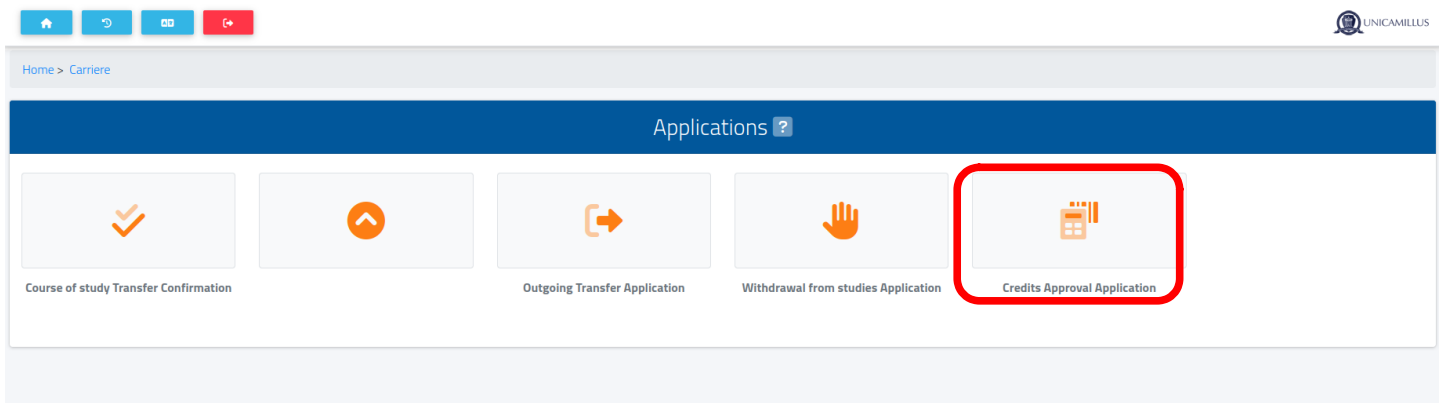 UNICAMILLUS
Home > Carriere
Applications ?
Course of study Transfer Confirmation
Outgoing Transfer Application
Withdrawal from studies Application
Credits Approval Application